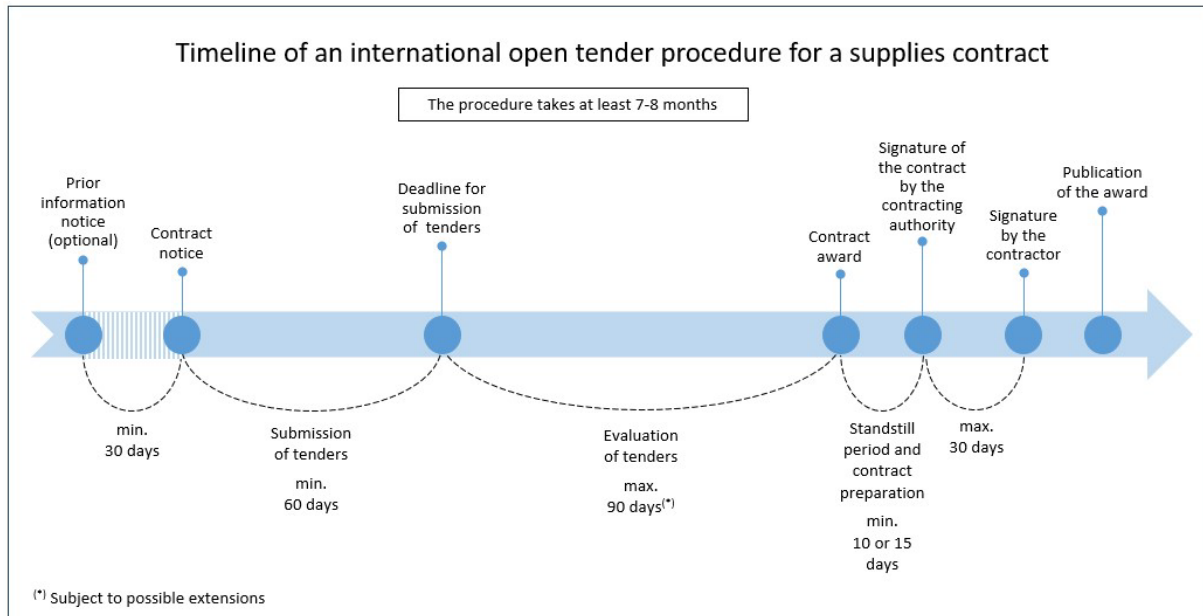 Timeline of an international open tender procedure for a supplies contract
The procedure takes at least 7-8 months
Prior
information
notice
(optional)
Contract
notice
Deadline for
submission
of tenders
Contract
award
Signature of
the contract
by the
contracting
authority
Signature
by the
contractor
Publication
of the award
min.
30 days
Submission
of tenders
min.
60 days
Evaluation
of tenders
max.
90 days(*)
Standstill
period and
contract
preparation
min.
10 or 15
days
max.
30 days
(*) Subject to possible extensions